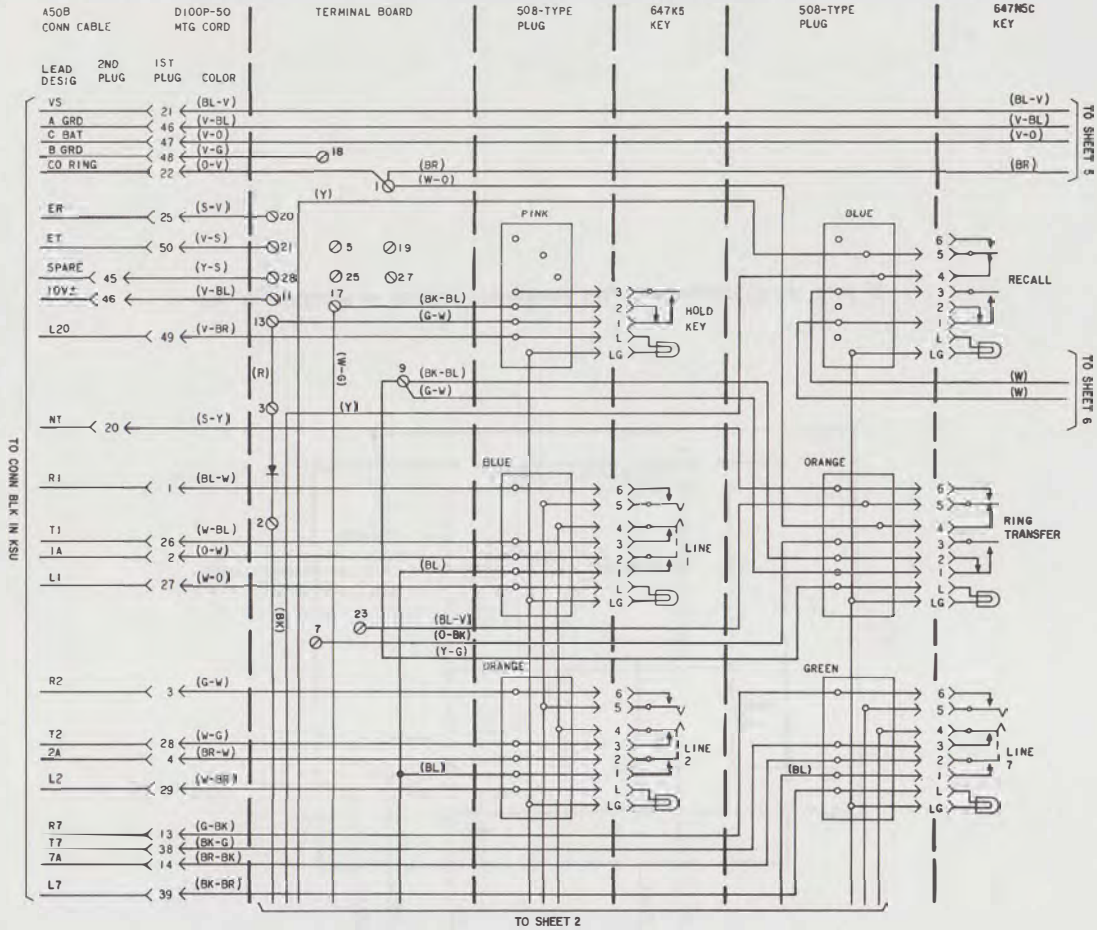 A50B
CONN CABLE
D100P-50
MTG CORD
TERMINAL BOARD
508-TYPE
PLUG
647K5
KEY
508-TYPE
PLUG
647N5C
KEY
LEAD
DESIG
2ND
PLUG
1ST
PLUG
COLOR
VS 21 (BL-V) (BL-V)
A GRD 46 (V-BL) (V-BL)
C BAT 47 (V-O) (V-O)
B GRD 48 (V-G) 18
CO RING 22 (O-V) (BR) (BR)
1 (W-O)
(Y)
TO SHEET 5
ER 25 (S-V) 20
PINK
BLUE
ET 50 (V-S) 21 5 19
6
5
SPARE 45 (Y-S) 28 25 27
4
RECALL
10V± 46 (V-BL) 11 17 (BK-BL)
3
2
3
2
13 (G-W)
1
HOLD
KEY
1
L20 49 (V-BR)
L
L
LG
LG
(R)
(W-G)
9 (BK-BL)
(G-W)
(W)
(W)
TO SHEET 6
3 (Y)
NT 20 (S-Y)
TO CONN BLK IN KSU
BLUE
ORANGE
R1 1 (BL-W)
6
5
4
3
2
1
L
LG
LINE
1
6
5
4
3
2
1
L
LG
RING
TRANSFER
2
T1 26 (W-BL)
1A 2 (O-W)
(BL)
L1 27 (W-O)
(BK)
23 (BL-V)
7 (O-BK)
(Y-G)
ORANGE
GREEN
R2 3 (G-W)
6
5
4
3
2
1
L
LG
LINE
2
6
5
4
3
2
1
L
LG
LINE
7
T2 28 (W-G)
2A 4 (BR-W)
(BL)
(BL)
L2 29 (W-BR)
R7 13 (G-BK)
T7 38 (BK-G)
7A 14 (BR-BK)
L7 39 (BK-BR)
TO SHEET 2